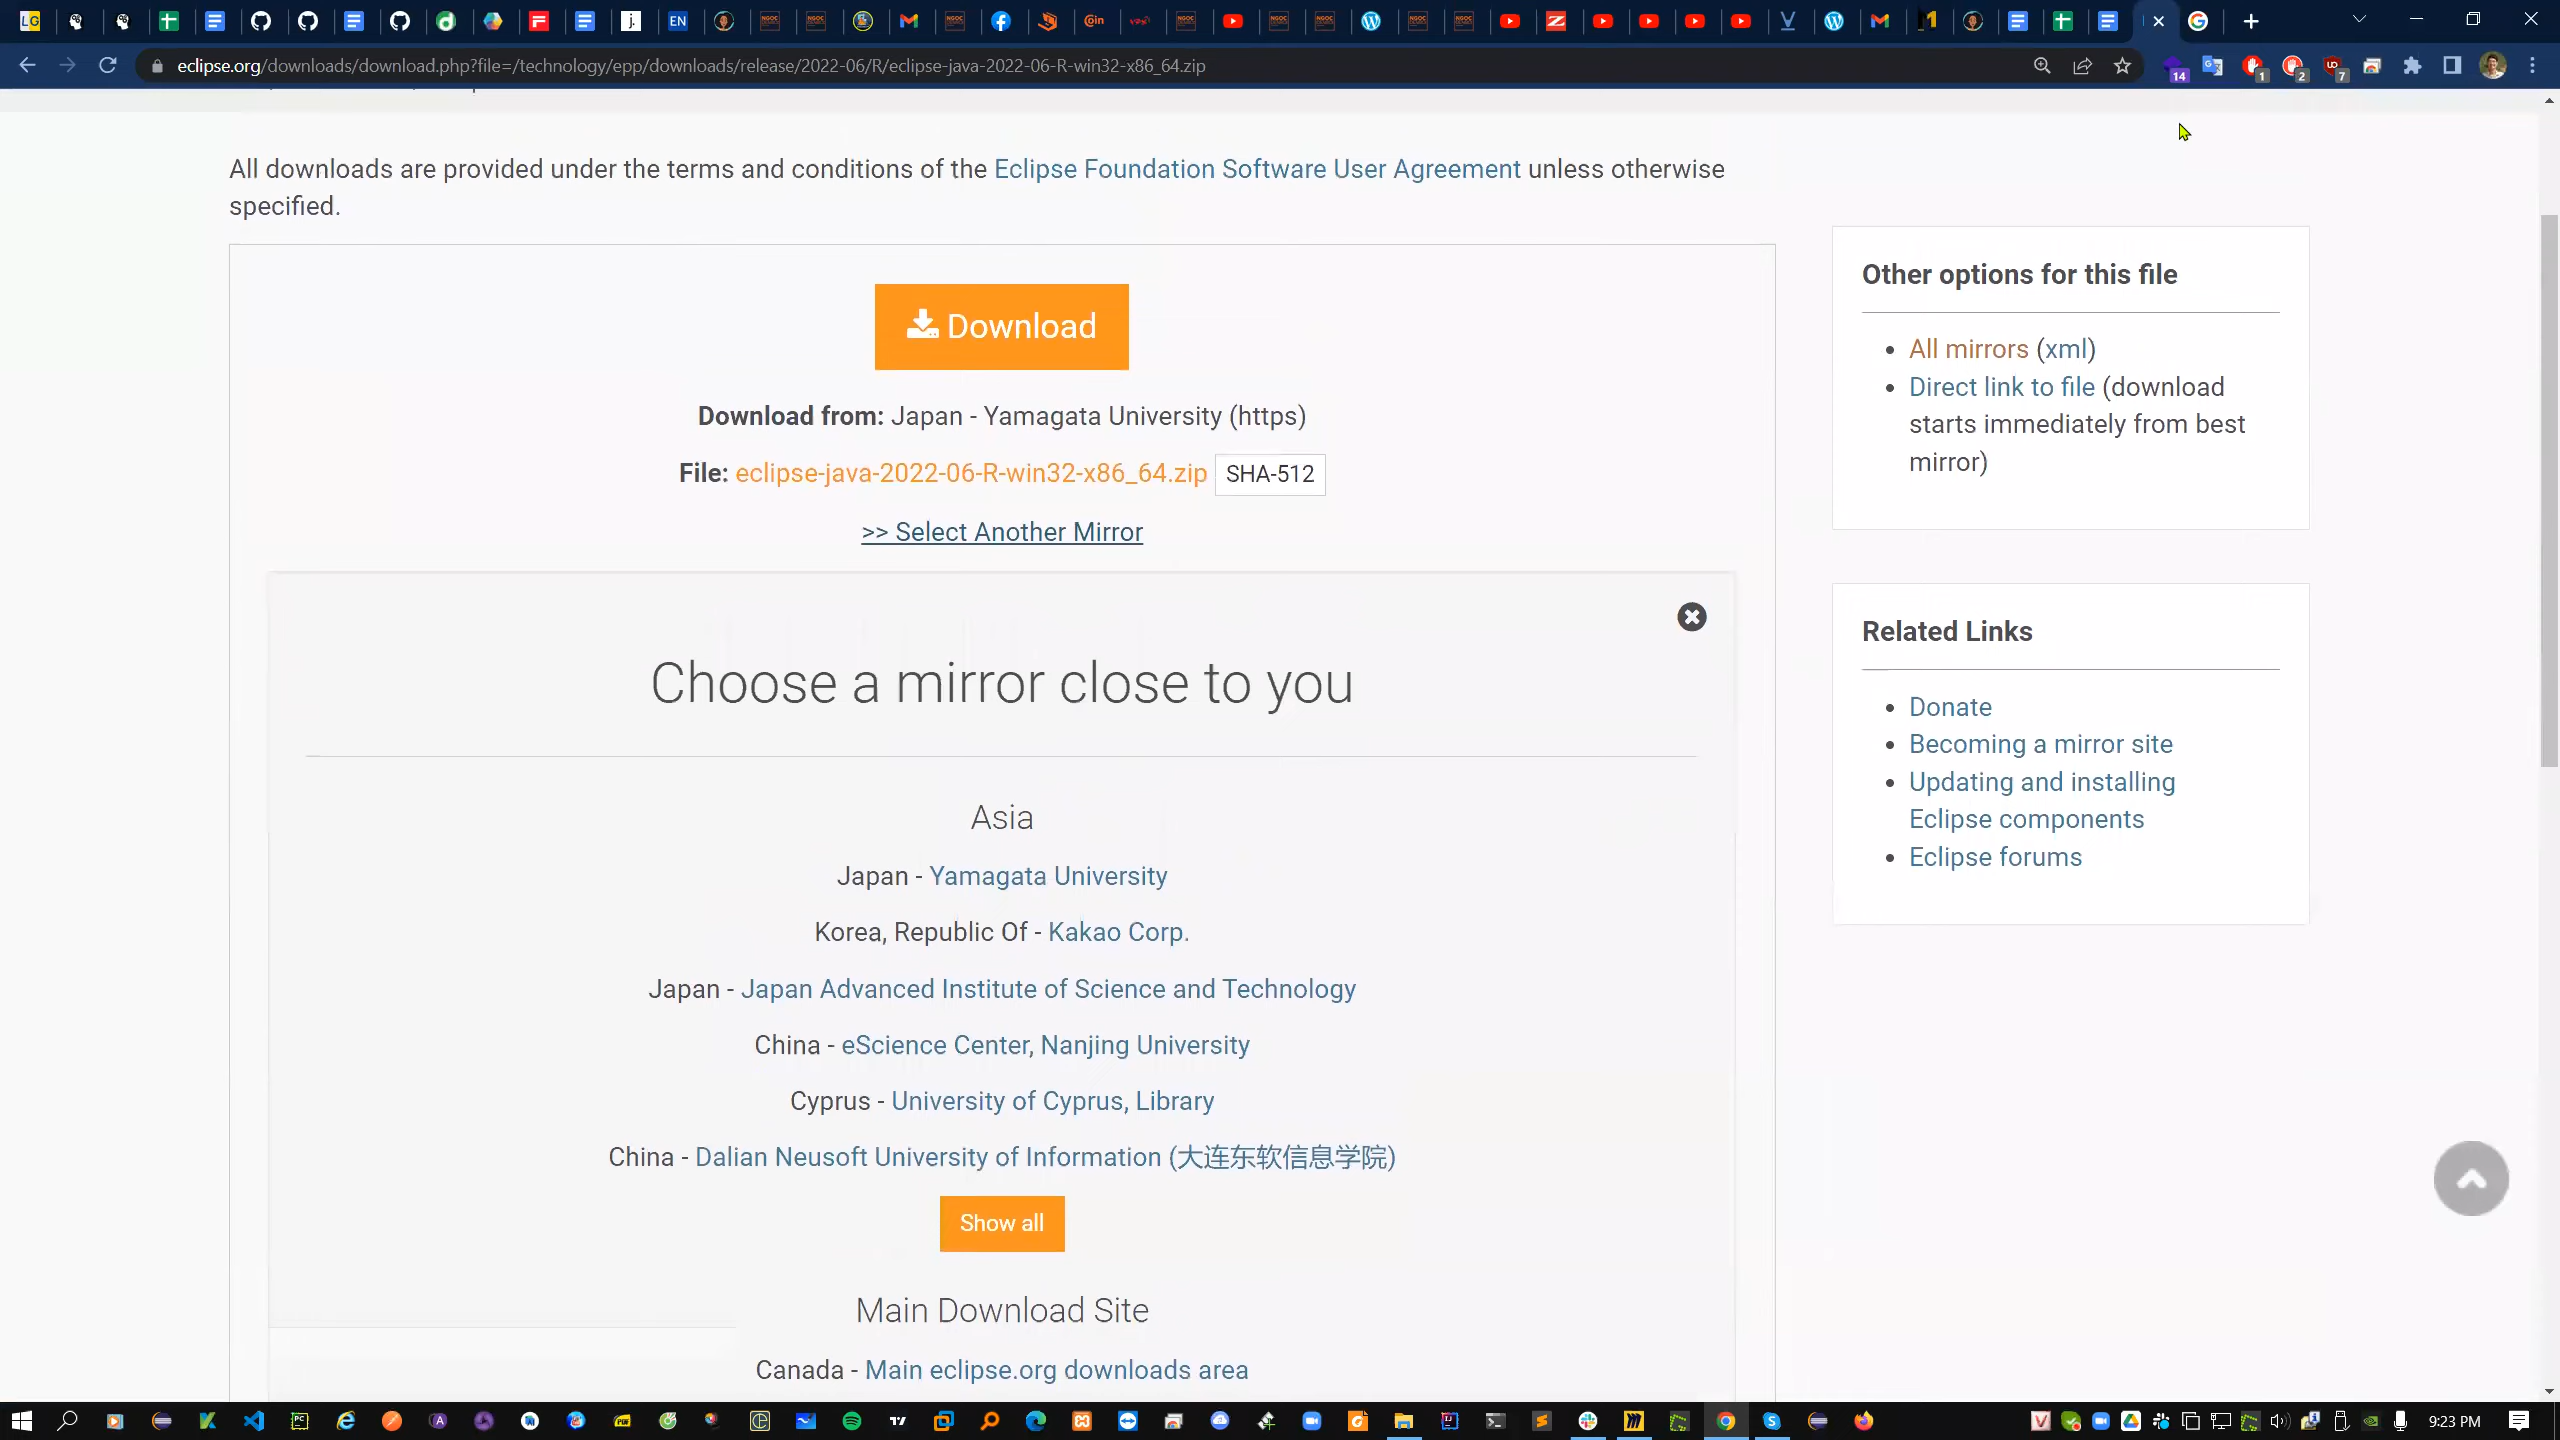 eclipse.org/downloads/download.php?file=/technology/epp/downloads/release/2022-06/R/eclipse-java-2022-06-R-win32-x86_64.zip
14
1
2
7
All downloads are provided under the terms and conditions of the Eclipse Foundation Software User Agreement unless otherwise
specified.
Download
Download from: Japan - Yamagata University (https)
File: eclipse-java-2022-06-R-win32-x86_64.zip SHA-512
>> Select Another Mirror
Choose a mirror close to you
Asia
Japan - Yamagata University
Korea, Republic Of - Kakao Corp.
Japan - Japan Advanced Institute of Science and Technology
China - eScience Center, Nanjing University
Cyprus - University of Cyprus, Library
China - Dalian Neusoft University of Information (大连东软信息学院)
Show all
Main Download Site
Canada - Main eclipse.org downloads area
Other options for this file
All mirrors (xml)
Direct link to file (download
starts immediately from best
mirror)
Related Links
Donate
Becoming a mirror site
Updating and installing
Eclipse components
Eclipse forums
9:23 PM